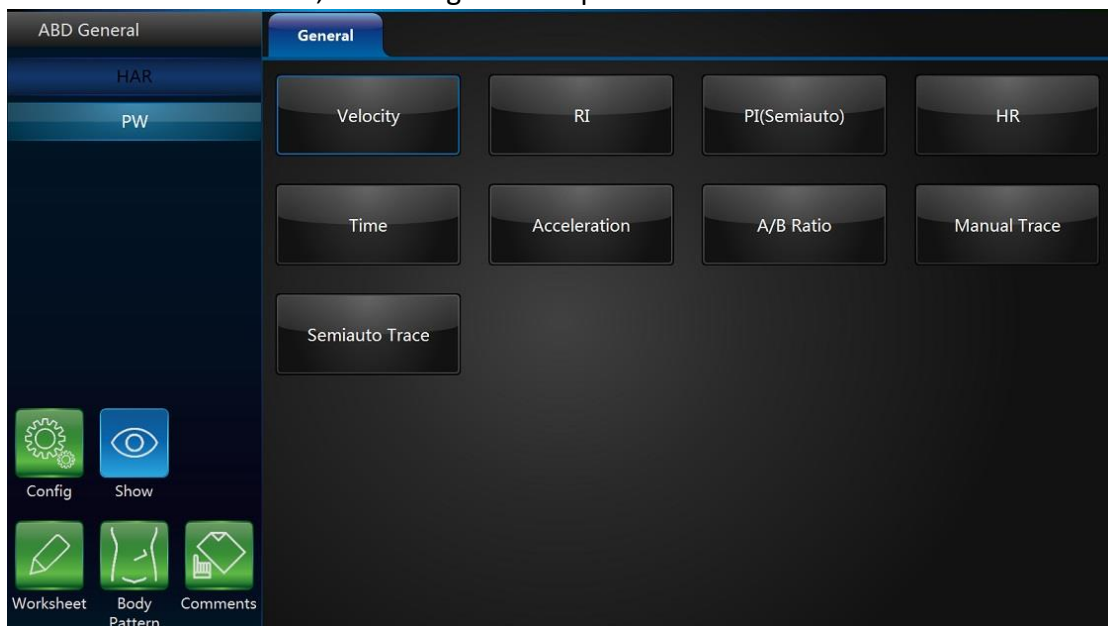 ABD General
General
HAR
PW
Velocity
RI
PI(Semiauto)
HR
Time
Acceleration
A/B Ratio
Manual Trace
Semiauto Trace
Config
Show
Worksheet
Body
Pattern
Comments